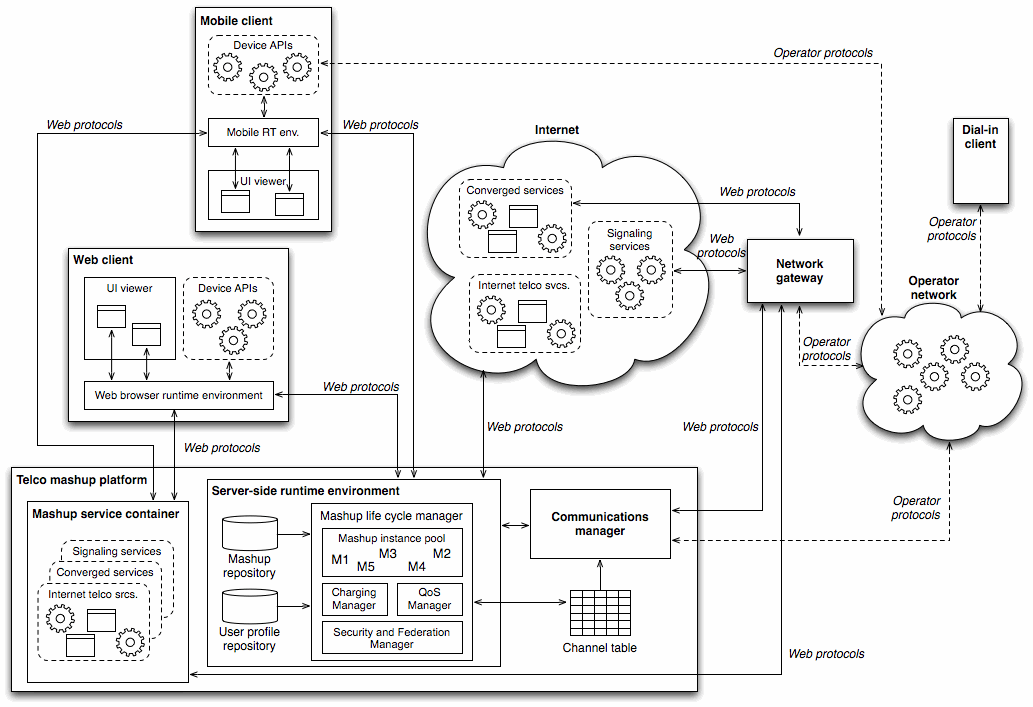 Mobile client
Device APIs
Operator protocols
Web protocols
Mobile RT env.
Web protocols
UI viewer
Internet
Dial-in
client
Converged services
Web protocols
Signaling
services
Web
protocols
Operator
protocols
Network
gateway
Web client
UI viewer
Device APIs
Internet telco svcs.
Operator
network
Operator
protocols
Web browser runtime environment
Web protocols
Web protocols
Web protocols
Web protocols
Telco mashup platform
Mashup service container
Signaling services
Converged services
Internet telco srcs.
Server-side runtime environment
Mashup life cycle manager
Mashup instance pool
M1
M3
M2
M5
M4
Mashup
repository
Charging
Manager
QoS
Manager
User profile
repository
Security and Federation
Manager
Communications
manager
Operator
protocols
Channel table
Web protocols